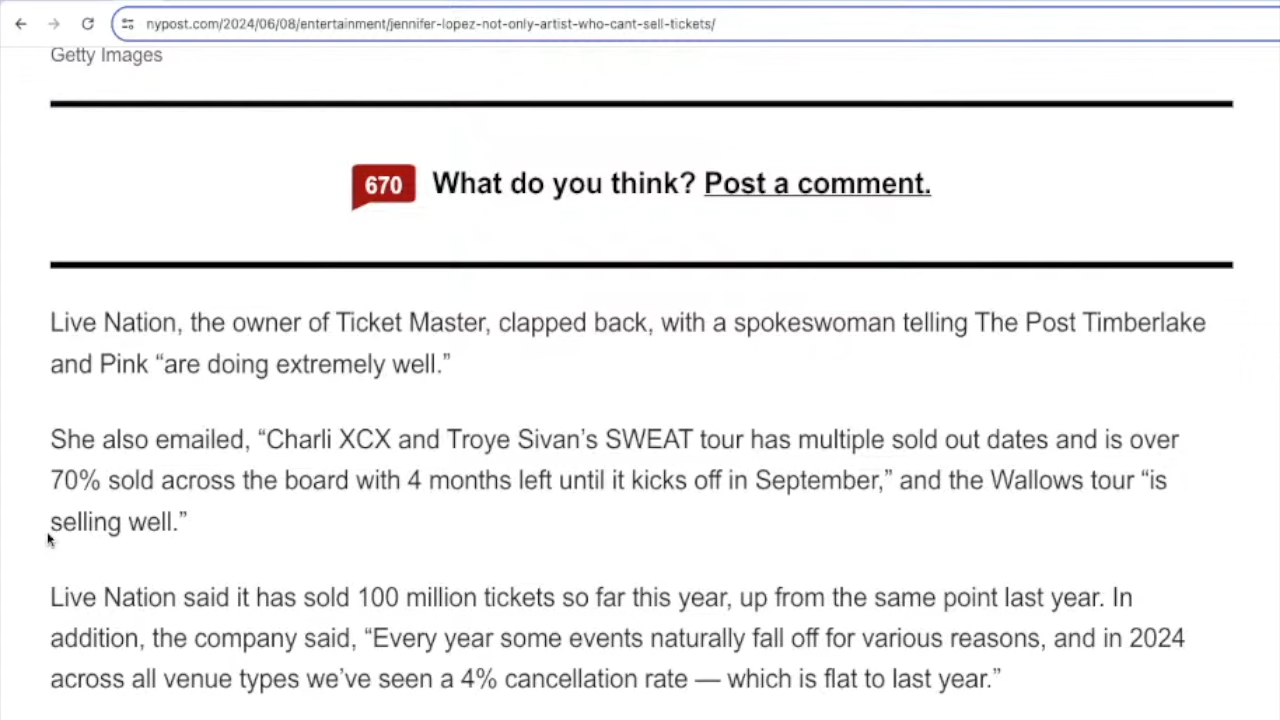 nypost.com/2024/06/08/entertainment/jennifer-lopez-not-only-artist-who-cant-sell-tickets/
Getty Images
670 What do you think? Post a comment.
Live Nation, the owner of Ticket Master, clapped back, with a spokeswoman telling The Post Timberlake
and Pink “are doing extremely well.”
She also emailed, “Charli XCX and Troye Sivan’s SWEAT tour has multiple sold out dates and is over
70% sold across the board with 4 months left until it kicks off in September,” and the Wallows tour “is
selling well.”
Live Nation said it has sold 100 million tickets so far this year, up from the same point last year. In
addition, the company said, “Every year some events naturally fall off for various reasons, and in 2024
across all venue types we’ve seen a 4% cancellation rate — which is flat to last year.”